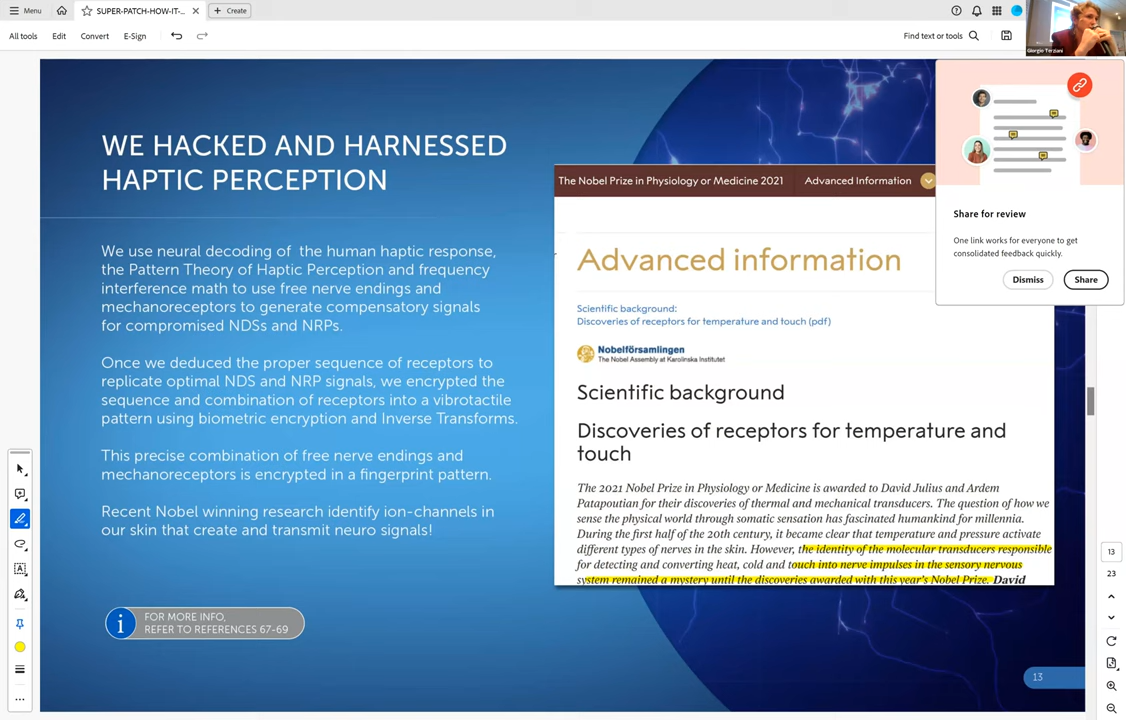 Menu
SUPER-PATCH-HOW-IT-...
Create
All tools
Edit
Convert
E-Sign
Find text or tools
Giorgio Terziani
WE HACKED AND HARNESSED
HAPTIC PERCEPTION
We use neural decoding of the human haptic response,
the Pattern Theory of Haptic Perception and frequency
interference math to use free nerve endings and
mechanoreceptors to generate compensatory signals
for compromised NDSs and NRPs.
Once we deduced the proper sequence of receptors to
replicate optimal NDS and NRP signals, we encrypted the
sequence and combination of receptors into a vibrotactile
pattern using biometric encryption and Inverse Transforms.
This precise combination of free nerve endings and
mechanoreceptors is encrypted in a fingerprint pattern.
Recent Nobel winning research identify ion-channels in
our skin that create and transmit neuro signals!
i
FOR MORE INFO,
REFER TO REFERENCES 67-69
The Nobel Prize in Physiology or Medicine 2021
Advanced Information
Advanced information
Scientific background:
Discoveries of receptors for temperature and touch (pdf)
Nobelförsamlingen
The Nobel Assembly at Karolinska Institutet
Scientific background
Discoveries of receptors for temperature and
touch
The 2021 Nobel Prize in Physiology or Medicine is awarded to David Julius and Ardem
Patapoutian for their discoveries of thermal and mechanical transducers. The question of how we
sense the physical world through somatic sensation has fascinated humankind for millennia.
During the first half of the 20th century, it became clear that temperature and pressure activate
different types of nerves in the skin. However, the identity of the molecular transducers responsible
for detecting and converting heat, cold and touch into nerve impulses in the sensory nervous
system remained a mystery until the discoveries awarded with this year's Nobel Prize. David
Share for review
One link works for everyone to get
consolidated feedback quickly.
Dismiss
Share
13
23
13